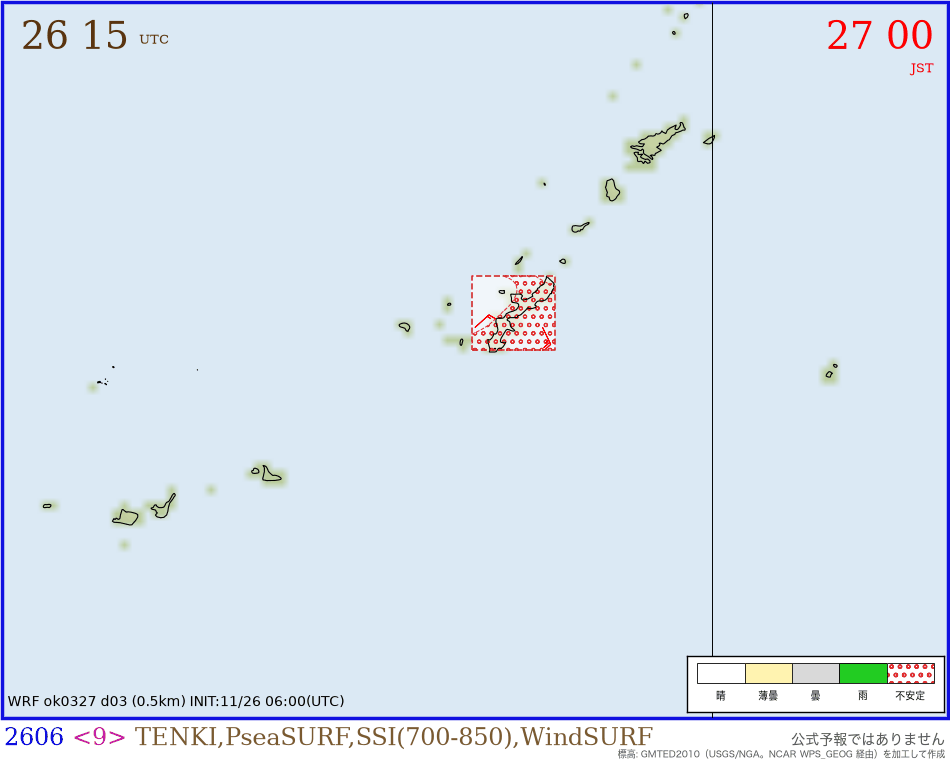 26 15 UTC
27 00
JST
WRF ok0327 d03 (0.5km) INIT:11/26 06:00(UTC)
晴 薄曇 曇 雨 不安定
2606 <9> TENKI,PseaSURF,SSI(700-850),WindSURF
公式予報ではありません
標高: GMTED2010（USGS/NGA。NCAR WPS_GEOG 経由）を加工して作成